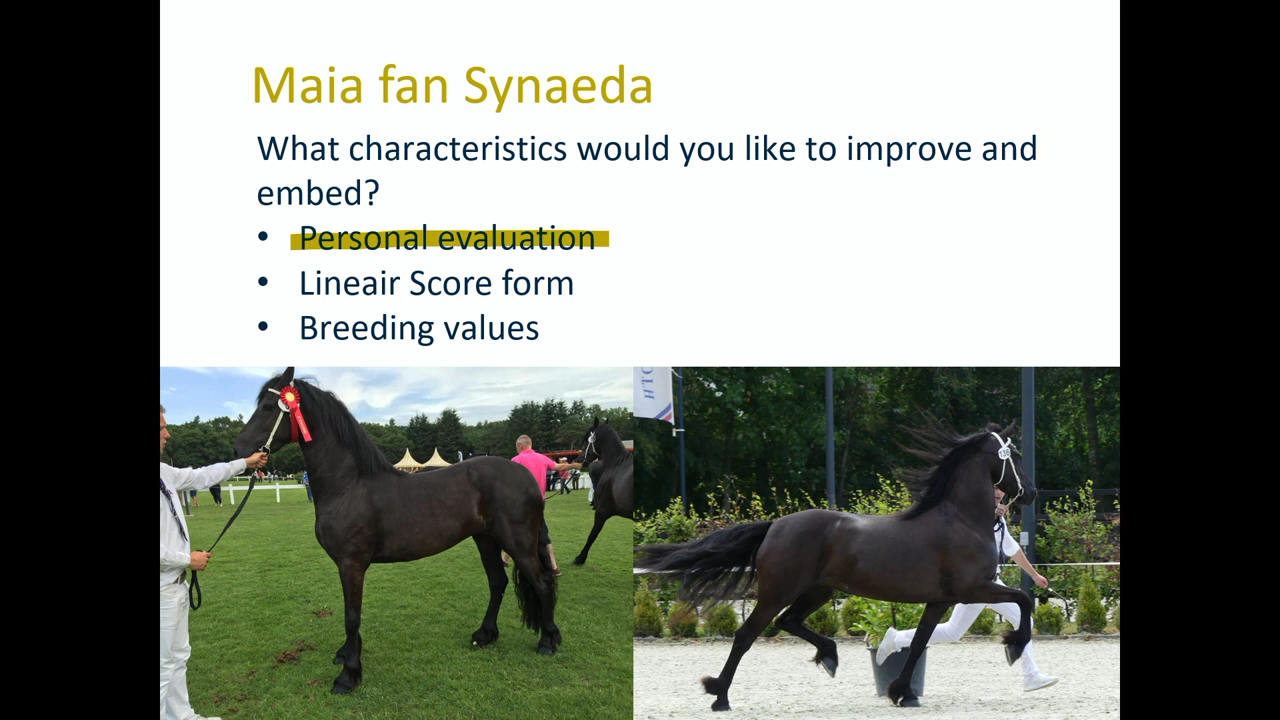 Maia fan Synaeda
What characteristics would you like to improve and
embed?
• Personal evaluation
• Lineair Score form
• Breeding values